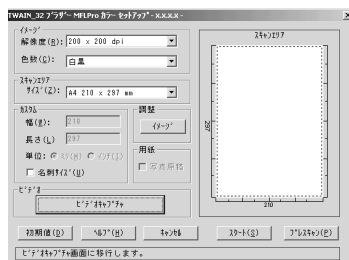 TWAIN_32 ﾌﾞﾗｻﾞｰ MFLPro ｶﾗｰ ｾｯﾄｱｯﾌﾟ - x.x.x.x -
ｲﾒｰｼﾞ
解像度(R): 200 x 200 dpi
色数(C): 白黒
ｽｷｬﾝｴﾘｱ
ｻｲｽﾞ(Z): A4 210 x 297 mm
ｶｽﾀﾑ
幅(W): 210
長さ(L) 297
単位: ﾐﾘ(M) ｲﾝﾁ(I)
名刺ｻｲｽﾞ(U)
調整
ｲﾒｰｼﾞ
用紙
写真原稿
ﾋﾞﾃﾞｵ
ﾋﾞﾃﾞｵｷｬﾌﾟﾁｬ
ｽｷｬﾝｴﾘｱ
297
210
初期値(D) ﾍﾙﾌﾟ(H) ｷｬﾝｾﾙ ｽﾀｰﾄ(S) ﾌﾟﾚｽｷｬﾝ(P)
ﾋﾞﾃﾞｵｷｬﾌﾟﾁｬ画面に移行します。